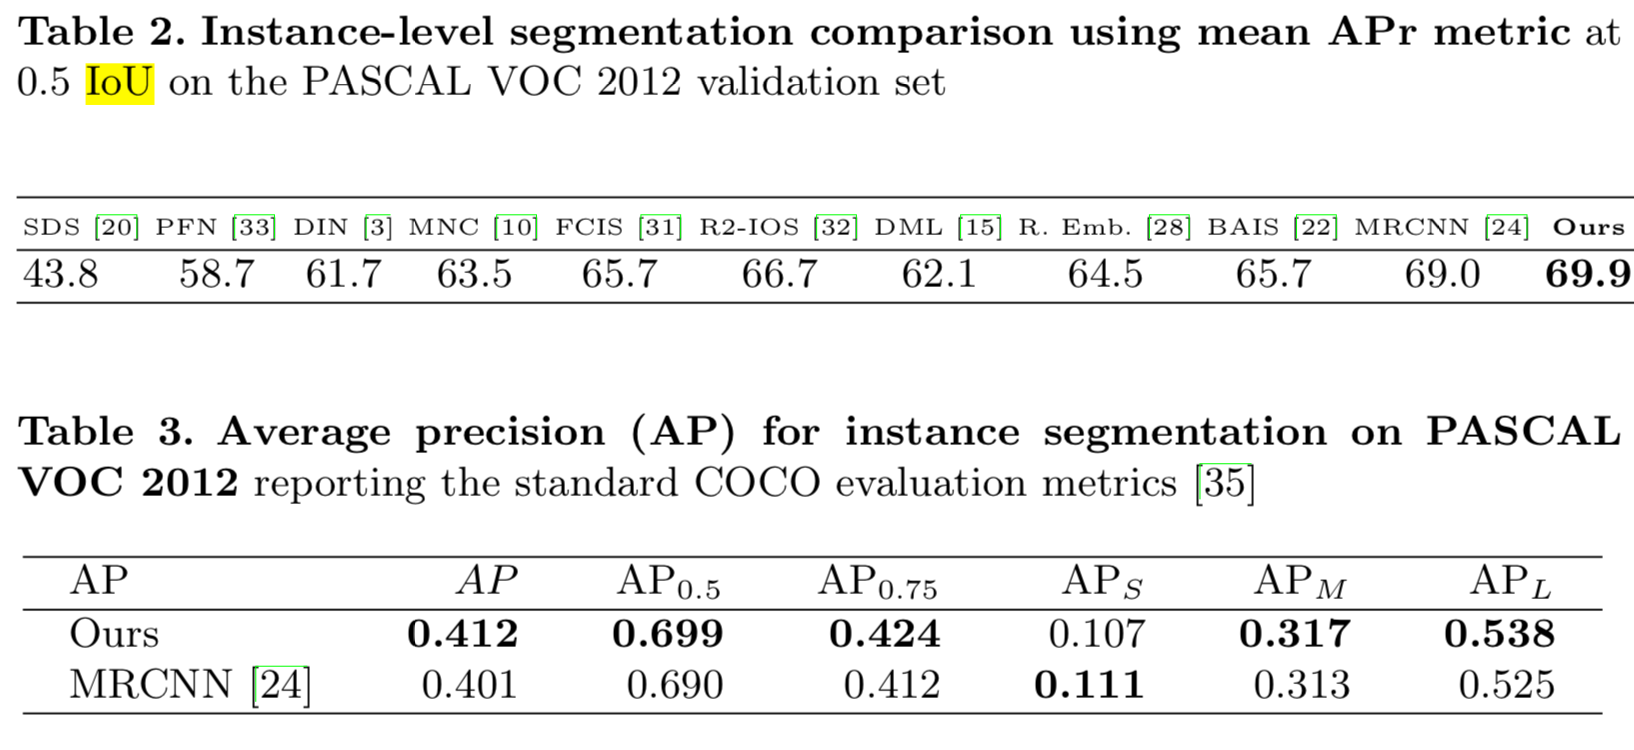 Table 2. Instance-level segmentation comparison using mean APr metric at
0.5 IoU on the PASCAL VOC 2012 validation set
SDS [20] PFN [33] DIN [3] MNC [10] FCIS [31] R2-IOS [32] DML [15] R. Emb. [28] BAIS [22] MRCNN [24] Ours
43.8 58.7 61.7 63.5 65.7 66.7 62.1 64.5 65.7 69.0 69.9
Table 3. Average precision (AP) for instance segmentation on PASCAL
VOC 2012 reporting the standard COCO evaluation metrics [35]
AP AP AP0.5 AP0.75 APS APM APL
Ours 0.412 0.699 0.424 0.107 0.317 0.538
MRCNN [24] 0.401 0.690 0.412 0.111 0.313 0.525